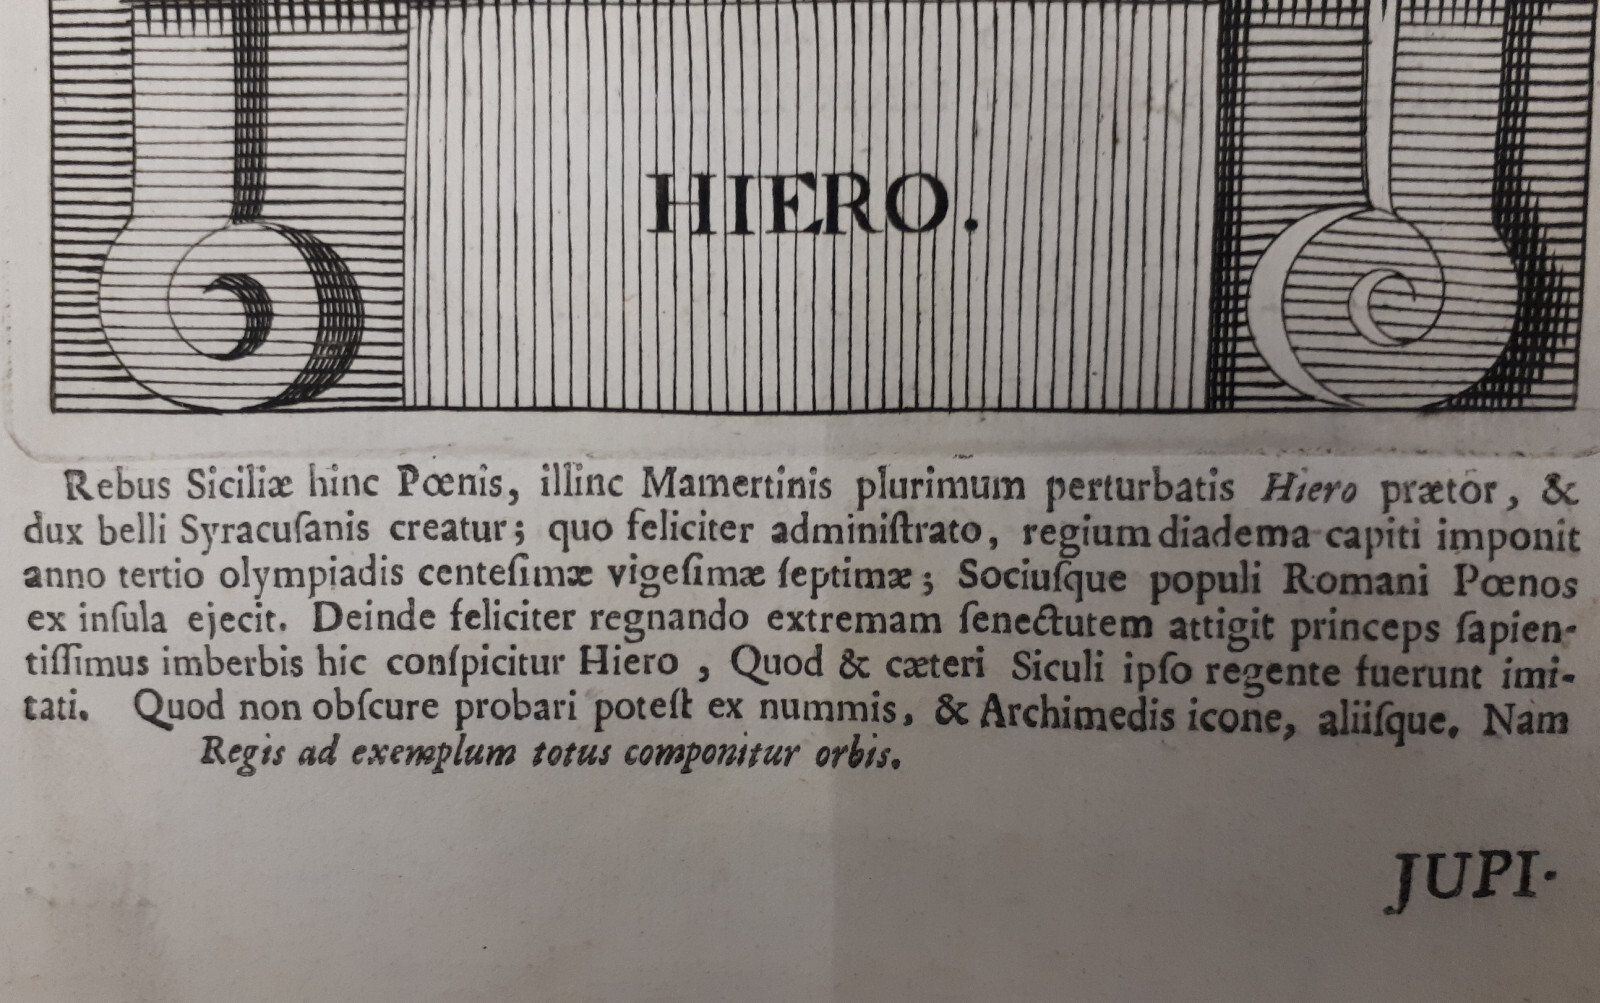 HIERO.
Rebus Siciliæ hinc Pœnis, illinc Mamertinis plurimum perturbatis Hiero prætor, &
dux belli Syracuſanis creatur; quo feliciter adminiſtrato, regium diadema capiti imponit
anno tertio olympiadis centeſimæ vigeſimæ ſeptimæ; Sociuſque populi Romani Pœnos
ex inſula ejecit. Deinde feliciter regnando extremam ſenectutem attigit princeps ſapien-
tiſſimus imberbis hic conſpicitur Hiero, Quod & cæteri Siculi ipſo regente fuerunt imi-
tati. Quod non obſcure probari poteſt ex nummis, & Archimedis icone, aliiſque. Nam
Regis ad exemplum totus componitur orbis.
JUPI-